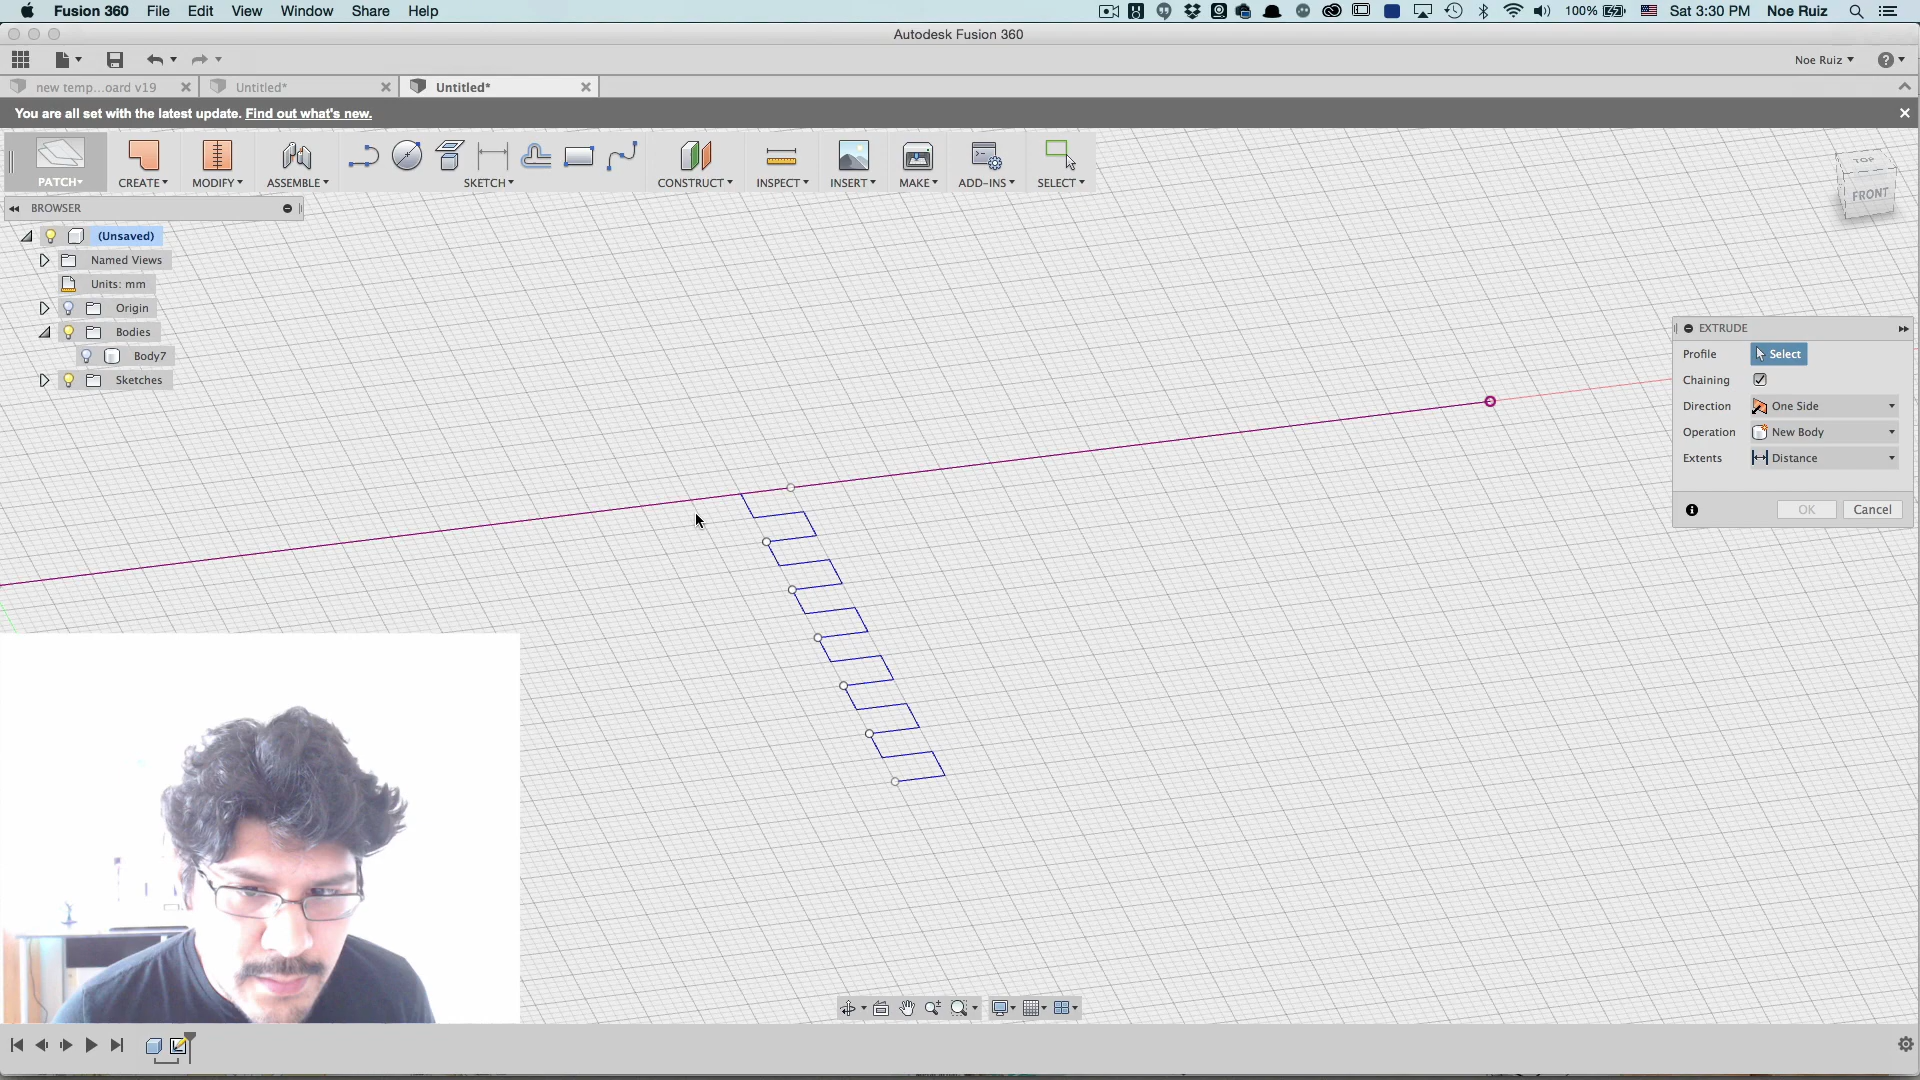 Fusion 360 File Edit View Window Share Help 100% Sat 3:30 PM Noe Ruiz
Autodesk Fusion 360
Noe Ruiz
new temp...oard v19 Untitled* Untitled*
You are all set with the latest update. Find out what's new.
PATCH CREATE MODIFY ASSEMBLE SKETCH CONSTRUCT INSPECT INSERT MAKE ADD-INS SELECT
TOP
FRONT
BROWSER
(Unsaved)
Named Views
Units: mm
Origin
Bodies
Body7
Sketches
EXTRUDE
Profile Select
Chaining
Direction One Side
Operation New Body
Extents Distance
OK Cancel